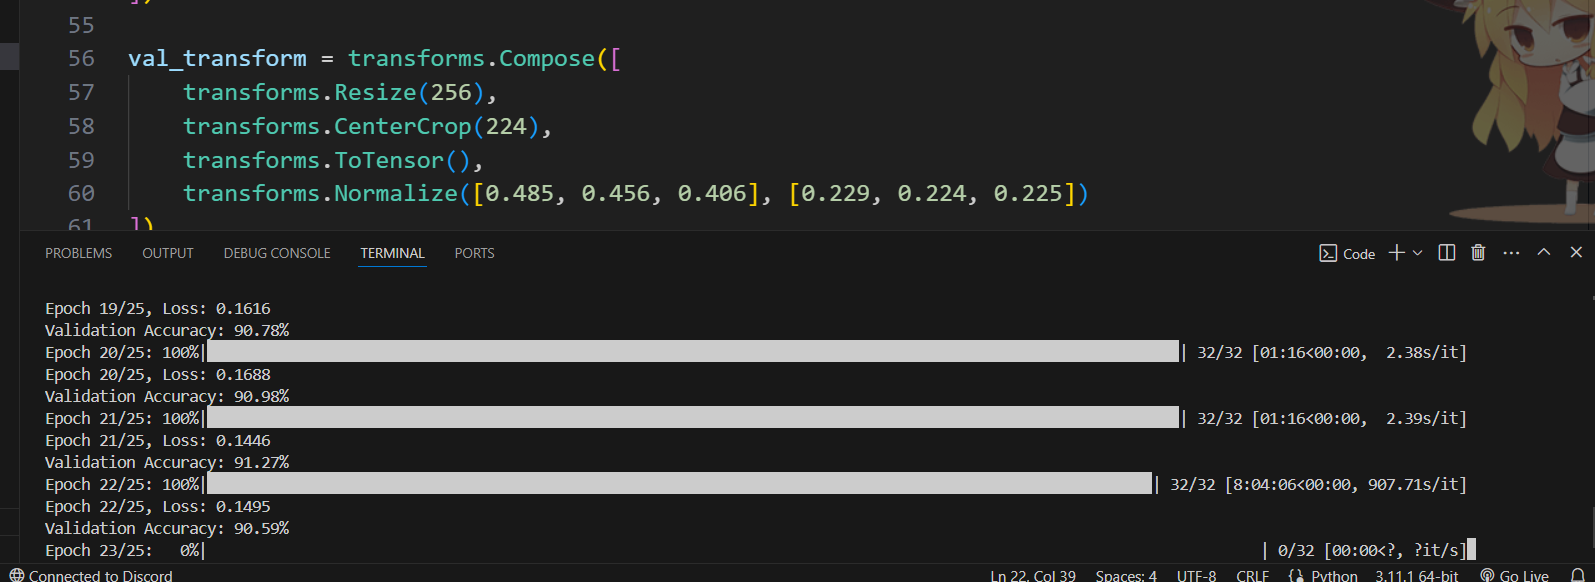 55
56 val_transform = transforms.Compose([
57 transforms.Resize(256),
58 transforms.CenterCrop(224),
59 transforms.ToTensor(),
60 transforms.Normalize([0.485, 0.456, 0.406], [0.229, 0.224, 0.225])
61 ])
PROBLEMS OUTPUT DEBUG CONSOLE TERMINAL PORTS Code
Epoch 19/25, Loss: 0.1616
Validation Accuracy: 90.78%
Epoch 20/25: 100%| | 32/32 [01:16<00:00, 2.38s/it]
Epoch 20/25, Loss: 0.1688
Validation Accuracy: 90.98%
Epoch 21/25: 100%| | 32/32 [01:16<00:00, 2.39s/it]
Epoch 21/25, Loss: 0.1446
Validation Accuracy: 91.27%
Epoch 22/25: 100%| | 32/32 [8:04:06<00:00, 907.71s/it]
Epoch 22/25, Loss: 0.1495
Validation Accuracy: 90.59%
Epoch 23/25: 0%| | 0/32 [00:00<?, ?it/s]
Connected to Discord Ln 22, Col 39 Spaces: 4 UTF-8 CRLF Python 3.11.1 64-bit Go Live